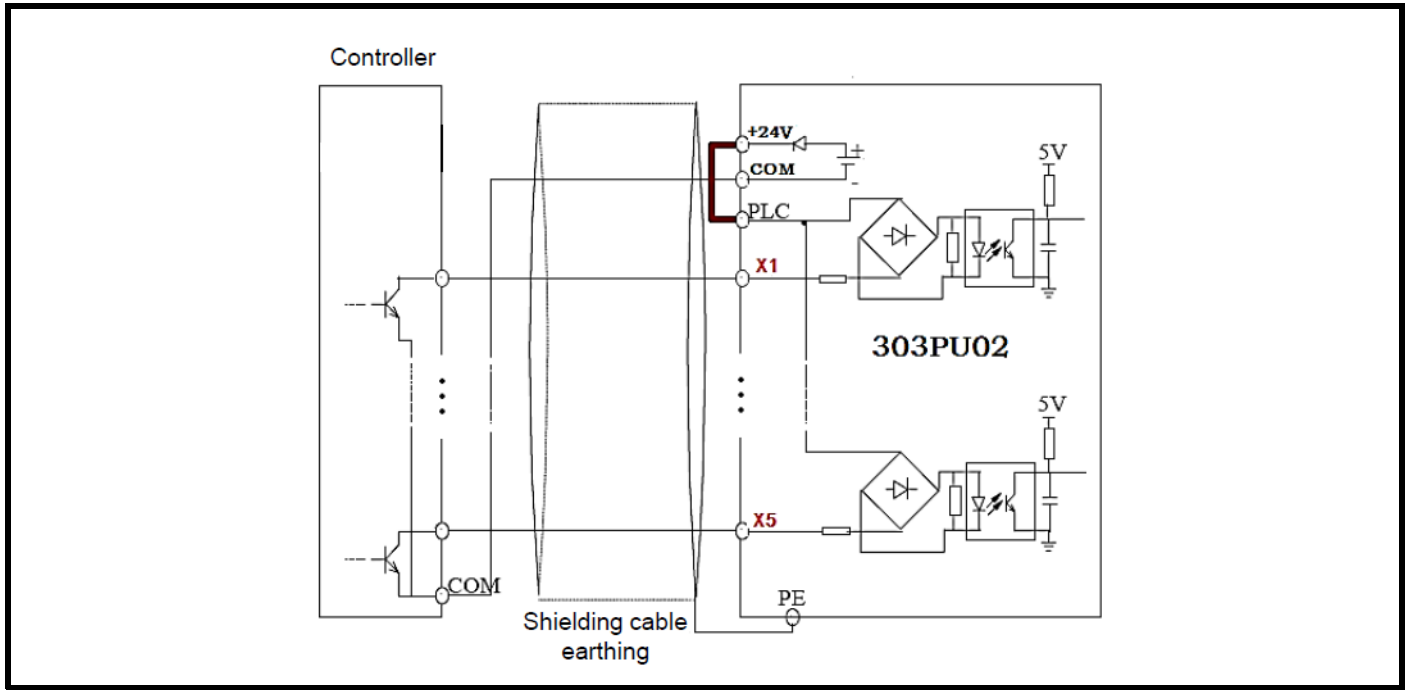 Controller
+24V
+
COM
-
5V
PLC
X1
303PU02
5V
X5
COM
PE
Shielding cable
earthing